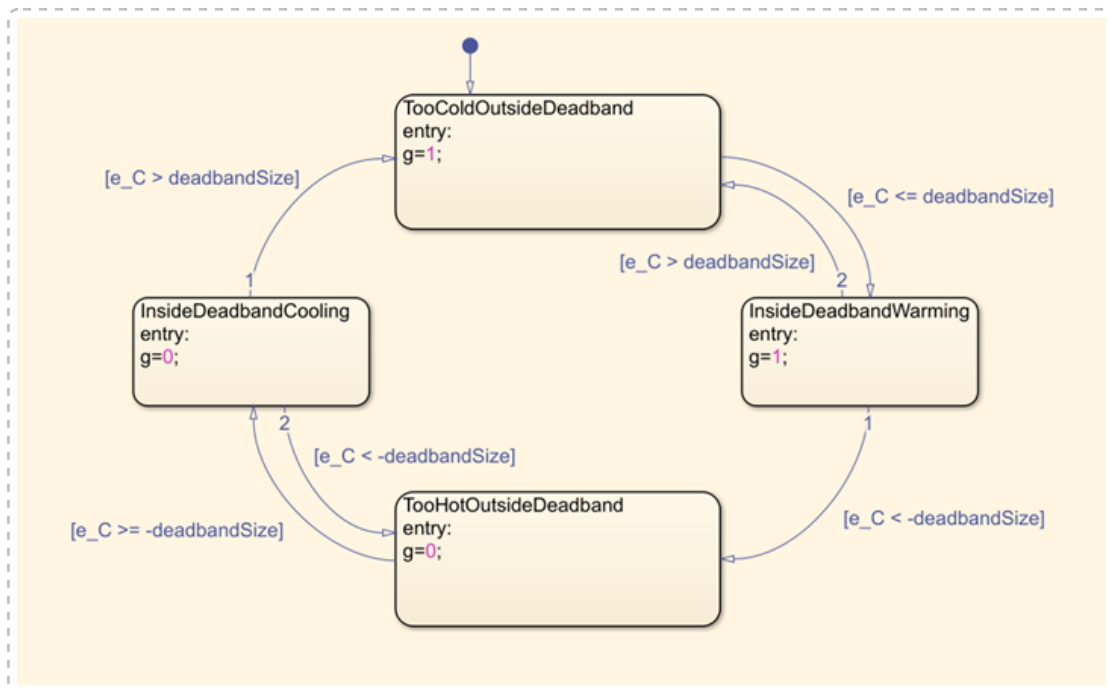 TooColdOutsideDeadband
entry:
g=1;
[e_C > deadbandSize]
[e_C <= deadbandSize]
[e_C > deadbandSize]
1
2
InsideDeadbandCooling
entry:
g=0;
InsideDeadbandWarming
entry:
g=1;
2
1
[e_C < -deadbandSize]
TooHotOutsideDeadband
entry:
g=0;
[e_C >= -deadbandSize]
[e_C < -deadbandSize]